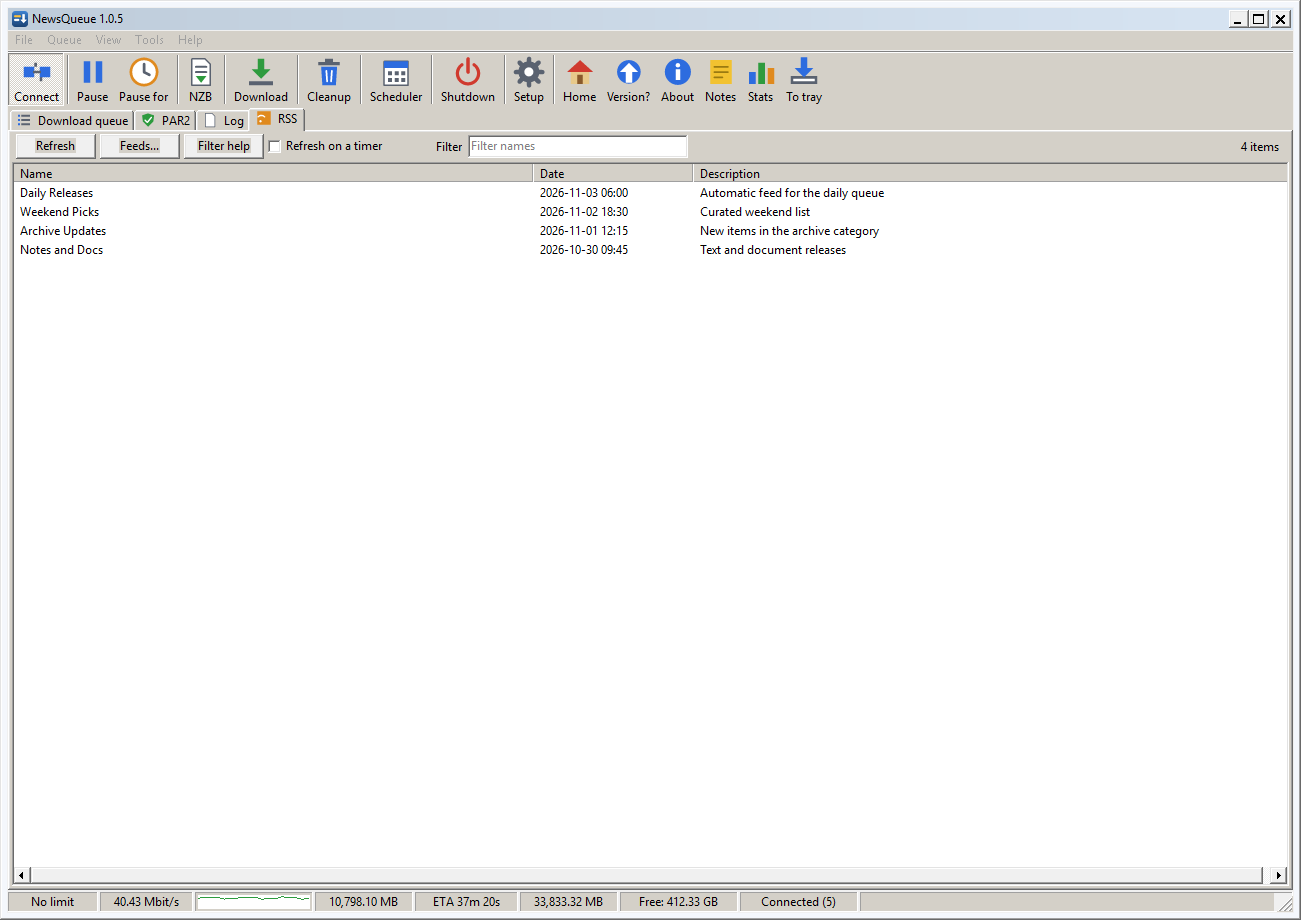 NewsQueue 1.0.5
File Queue View Tools Help
Connect Pause Pause for NZB Download Cleanup Scheduler Shutdown Setup Home Version? About Notes Stats To tray
Download queue PAR2 Log RSS
Refresh Feeds... Filter help Refresh on a timer Filter Filter names 4 items
Name Date Description
Daily Releases 2026-11-03 06:00 Automatic feed for the daily queue
Weekend Picks 2026-11-02 18:30 Curated weekend list
Archive Updates 2026-11-01 12:15 New items in the archive category
Notes and Docs 2026-10-30 09:45 Text and document releases
No limit 40.43 Mbit/s 10,798.10 MB ETA 37m 20s 33,833.32 MB Free: 412.33 GB Connected (5)